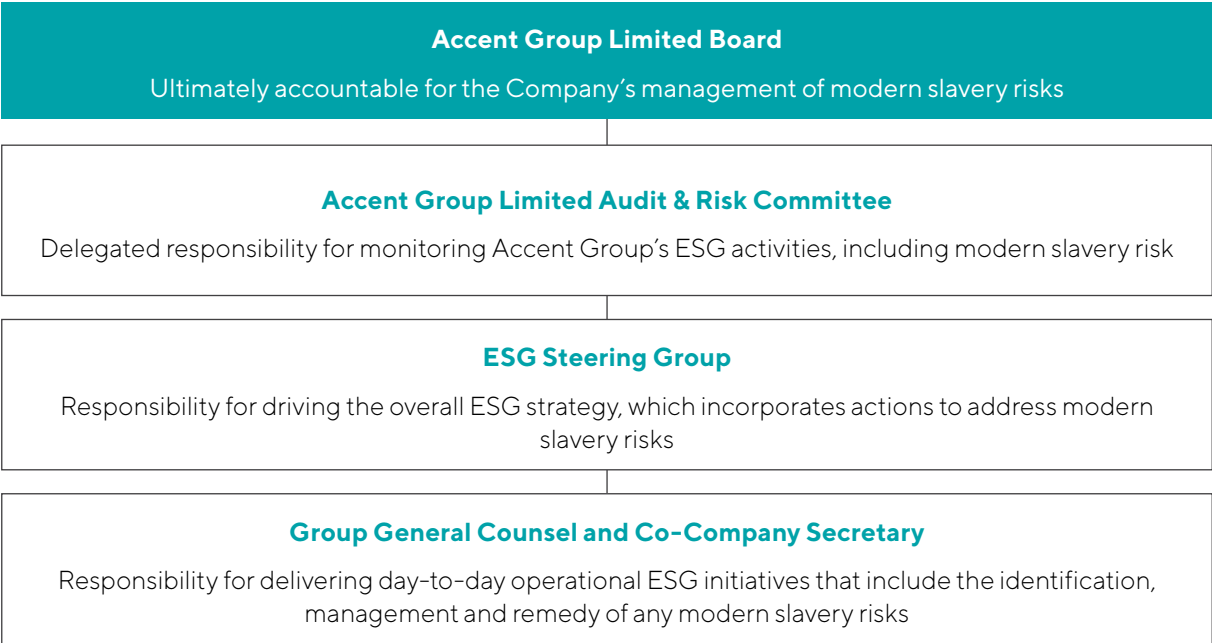 Accent Group Limited Board
Ultimately accountable for the Company's management of modern slavery risks
Accent Group Limited Audit & Risk Committee
Delegated responsibility for monitoring Accent Group's ESG activities, including modern slavery risk
ESG Steering Group
Responsibility for driving the overall ESG strategy, which incorporates actions to address modern
slavery risks
Group General Counsel and Co-Company Secretary
Responsibility for delivering day-to-day operational ESG initiatives that include the identification,
management and remedy of any modern slavery risks